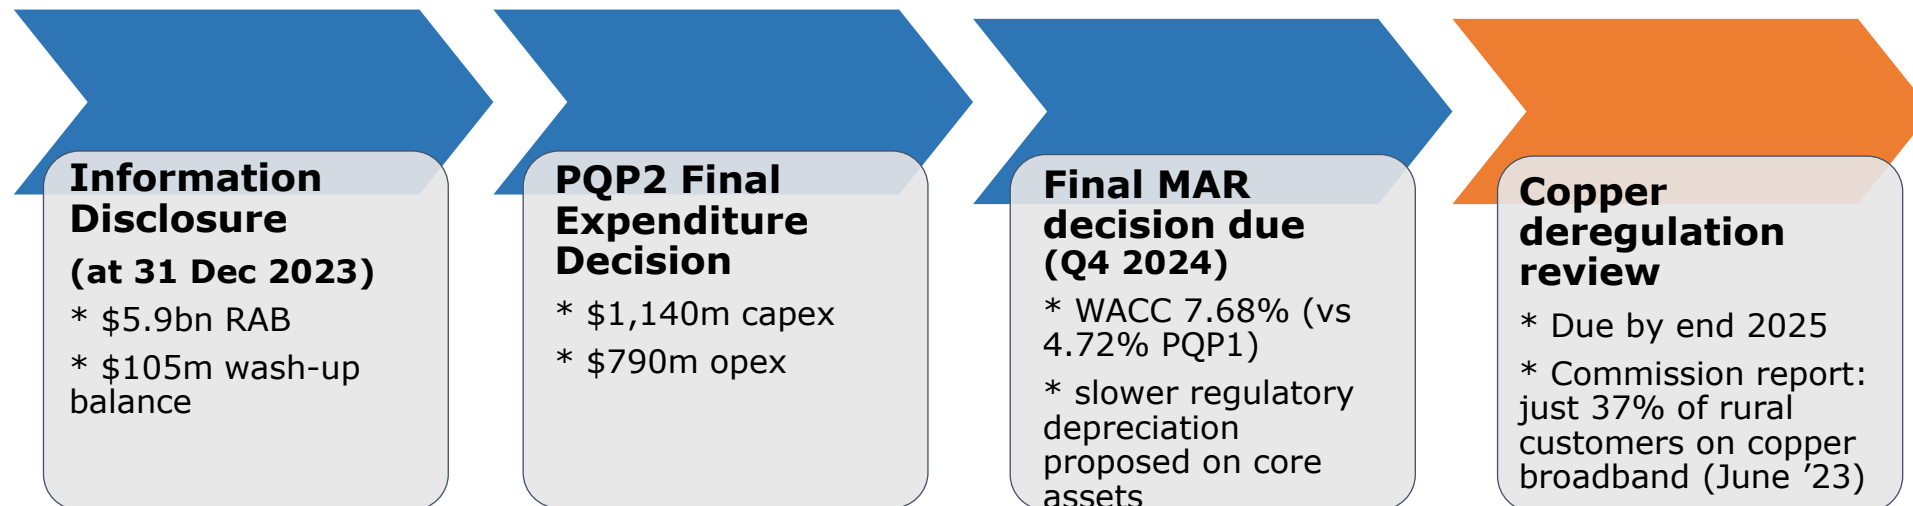 Information
Disclosure
(at 31 Dec 2023)
* $5.9bn RAB
* $105m wash-up
balance
PQP2 Final
Expenditure
Decision
* $1,140m capex
* $790m opex
Final MAR
decision due
(Q4 2024)
* WACC 7.68% (vs
4.72% PQP1)
* slower regulatory
depreciation
proposed on core
assets
Copper
deregulation
review
* Due by end 2025
* Commission report:
just 37% of rural
customers on copper
broadband (June ’23)